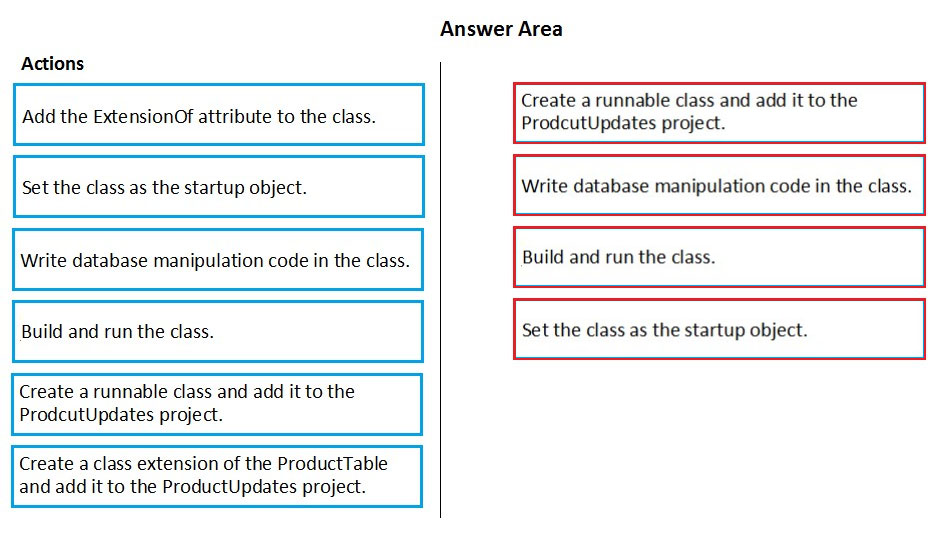 Answer Area
Actions
Add the ExtensionOf attribute to the class.
Set the class as the startup object.
Write database manipulation code in the class.
Build and run the class.
Create a runnable class and add it to the
ProdcutUpdates project.
Create a class extension of the ProductTable
and add it to the ProductUpdates project.
Create a runnable class and add it to the
ProdcutUpdates project.
Write database manipulation code in the class.
Build and run the class.
Set the class as the startup object.